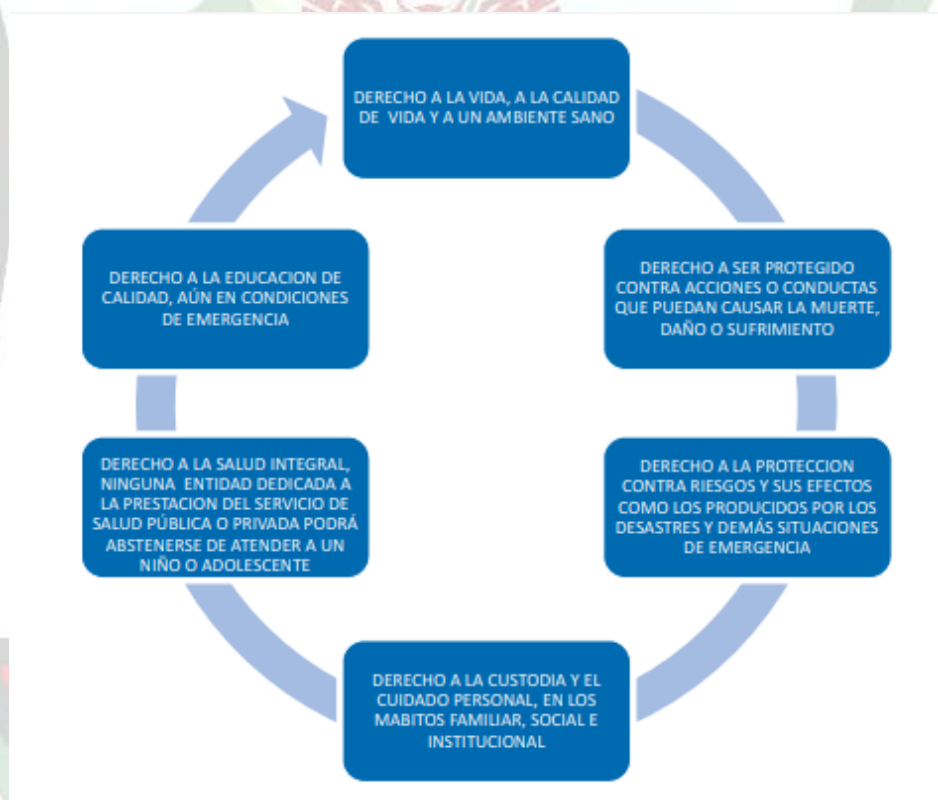 DERECHO A LA VIDA, A LA CALIDAD
DE VIDA Y A UN AMBIENTE SANO
DERECHO A SER PROTEGIDO
CONTRA ACCIONES O CONDUCTAS
QUE PUEDAN CAUSAR LA MUERTE,
DAÑO O SUFRIMIENTO
DERECHO A LA PROTECCION
CONTRA RIESGOS Y SUS EFECTOS
COMO LOS PRODUCIDOS POR LOS
DESASTRES Y DEMÁS SITUACIONES
DE EMERGENCIA
DERECHO A LA CUSTODIA Y EL
CUIDADO PERSONAL, EN LOS
MABITOS FAMILIAR, SOCIAL E
INSTITUCIONAL
DERECHO A LA SALUD INTEGRAL,
NINGUNA ENTIDAD DEDICADA A
LA PRESTACION DEL SERVICIO DE
SALUD PÚBLICA O PRIVADA PODRÁ
ABSTENERSE DE ATENDER A UN
NIÑO O ADOLESCENTE
DERECHO A LA EDUCACION DE
CALIDAD, AÚN EN CONDICIONES
DE EMERGENCIA